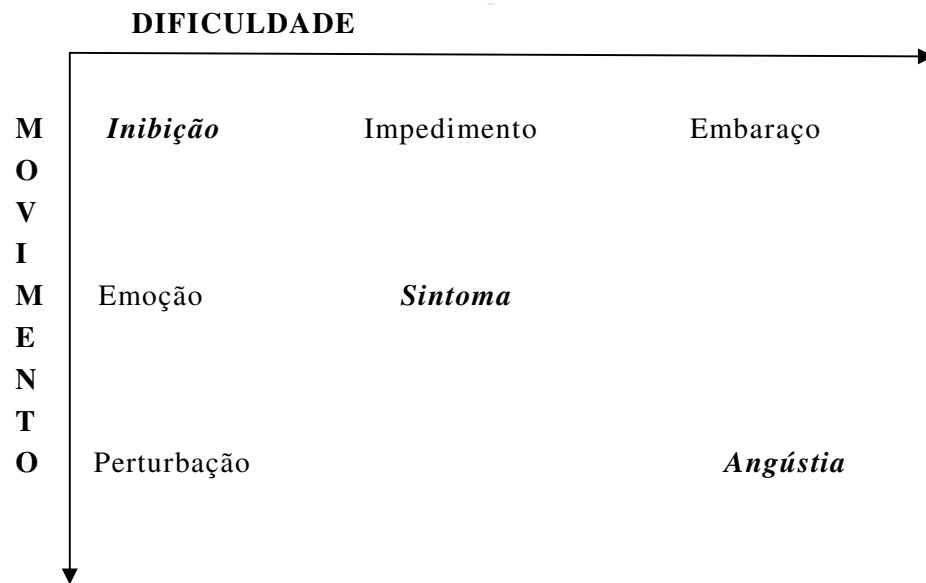 DIFICULDADE
M Inibição Impedimento Embaraço
O
V
I
M Emoção Sintoma
E
N
T
O Perturbação Angústia